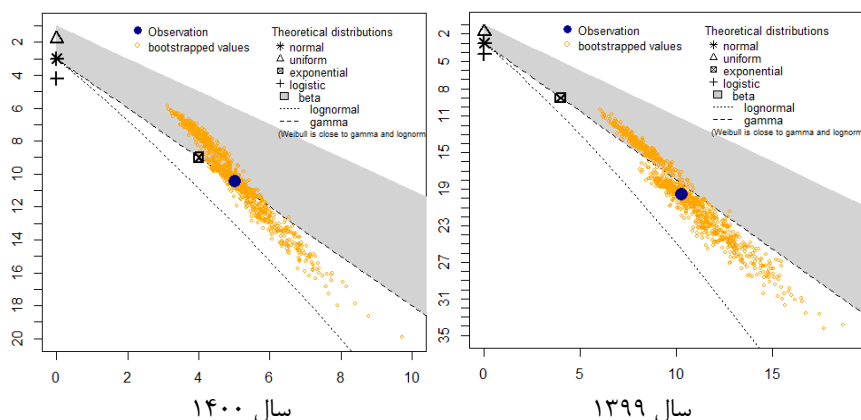 Observation
bootstrapped values
Theoretical distributions
normal
uniform
exponential
logistic
beta
lognormal
gamma
(Weibull is close to gamma and lognorm
2
4
6
8
10
12
14
16
18
20
0
2
4
6
8
10
سال ۱۴۰۰
Observation
bootstrapped values
Theoretical distributions
normal
uniform
exponential
logistic
beta
lognormal
gamma
(Weibull is close to gamma and lognorm
2
5
8
11
15
19
23
27
31
35
0
5
10
15
سال ۱۳۹۹